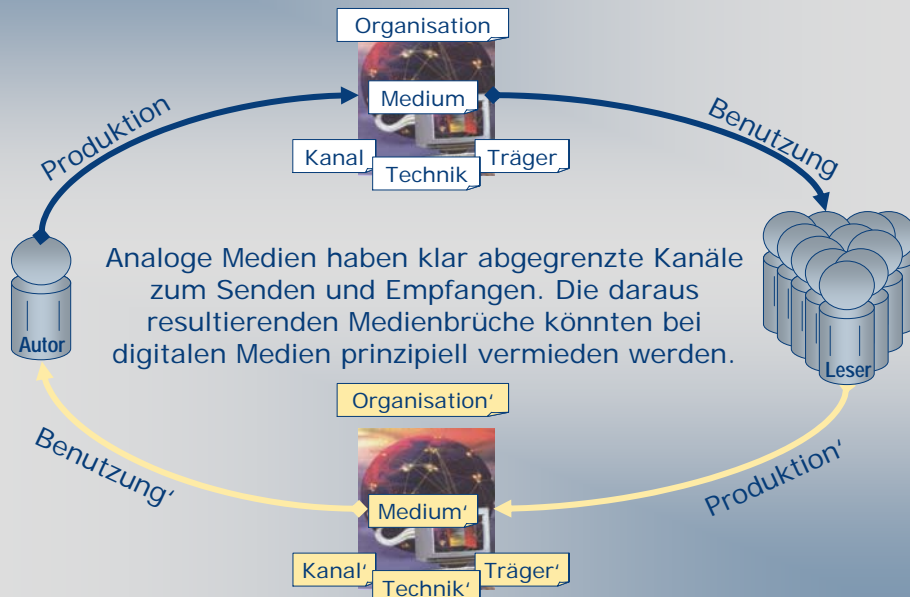 Organisation
Produktion
Medium
Benutzung
Kanal
Träger
Technik
Analoge Medien haben klar abgegrenzte Kanäle
zum Senden und Empfangen. Die daraus
resultierenden Medienbrüche könnten bei
digitalen Medien prinzipiell vermieden werden.
Autor
Leser
Organisation‘
Benutzung‘
Medium‘
Produktion‘
Kanal‘
Träger‘
Technik‘